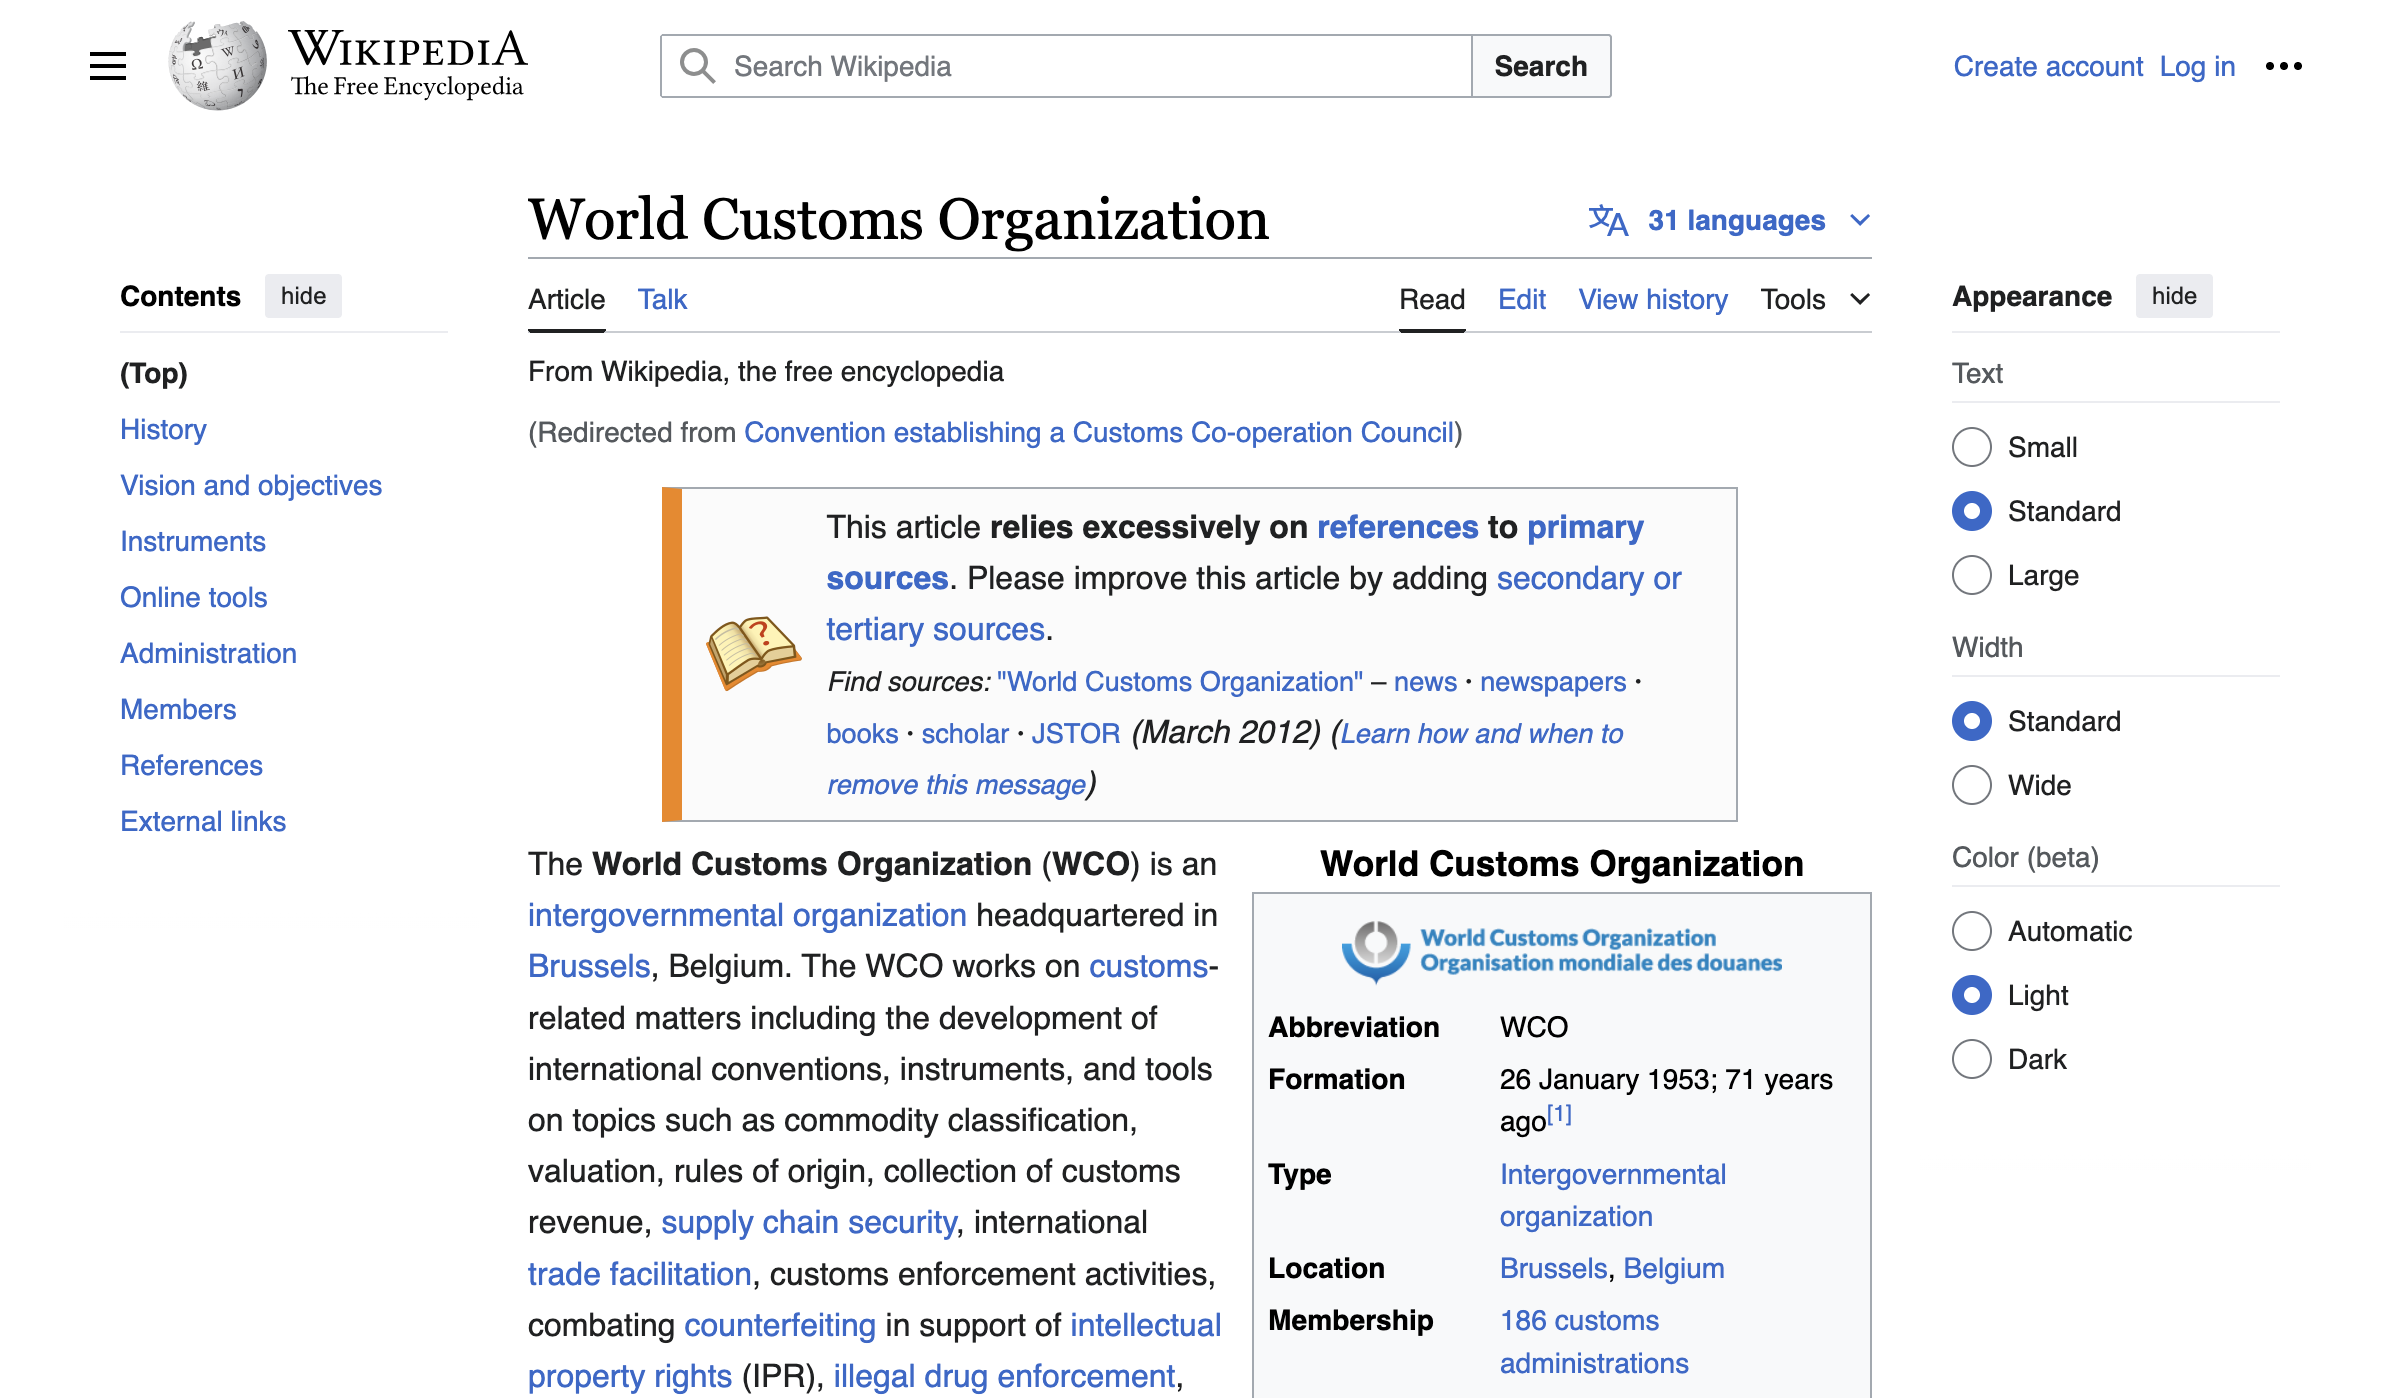 WIKIPEDIA
The Free Encyclopedia
Search Wikipedia
Search
Create account Log in
World Customs Organization
31 languages
Contents hide
(Top)
History
Vision and objectives
Instruments
Online tools
Administration
Members
References
External links
Article Talk
Read Edit View history Tools
From Wikipedia, the free encyclopedia
(Redirected from Convention establishing a Customs Co-operation Council)
This article relies excessively on references to primary
sources. Please improve this article by adding secondary or
tertiary sources.
Find sources: "World Customs Organization" – news · newspapers ·
books · scholar · JSTOR (March 2012) (Learn how and when to
remove this message)
The World Customs Organization (WCO) is an
intergovernmental organization headquartered in
Brussels, Belgium. The WCO works on customs-
related matters including the development of
international conventions, instruments, and tools
on topics such as commodity classification,
valuation, rules of origin, collection of customs
revenue, supply chain security, international
trade facilitation, customs enforcement activities,
combating counterfeiting in support of intellectual
property rights (IPR), illegal drug enforcement,
World Customs Organization
World Customs Organization
Organisation mondiale des douanes
Abbreviation WCO
Formation 26 January 1953; 71 years
ago[1]
Type Intergovernmental
organization
Location Brussels, Belgium
Membership 186 customs
administrations
Appearance hide
Text
Small
Standard
Large
Width
Standard
Wide
Color (beta)
Automatic
Light
Dark